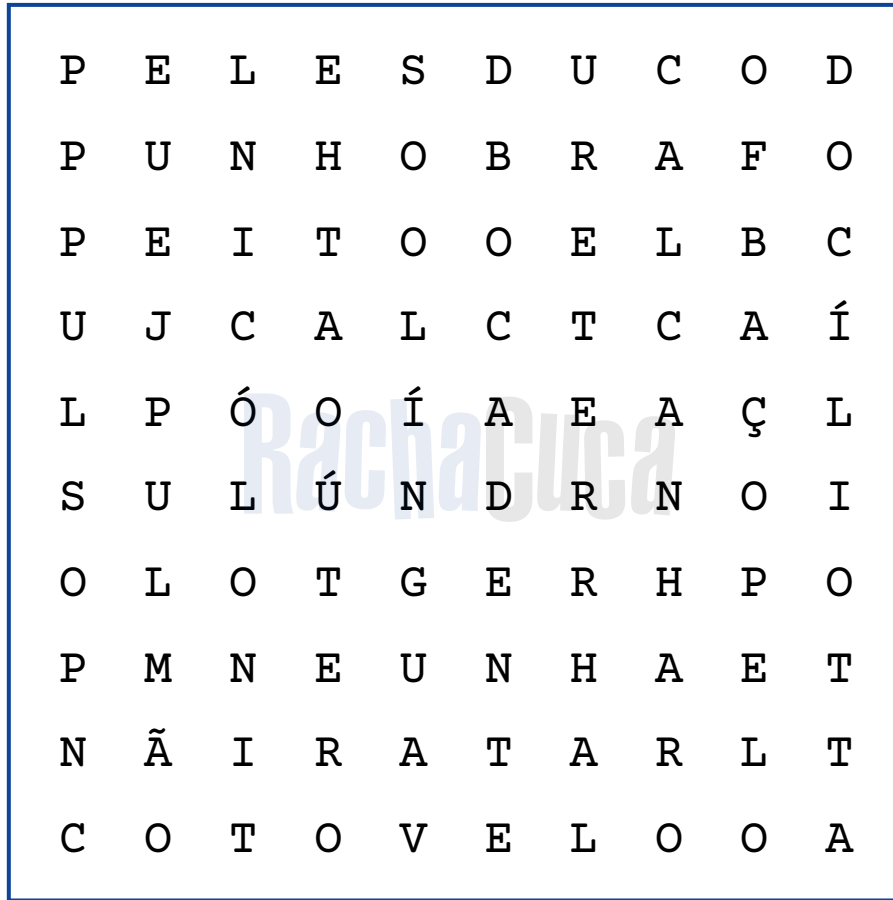 P E L E S D U C O D
P U N H O B R A F O
P E I T O O E L B C
U J C A L C T C A Í
L P Ó O Í A E A Ç L
S U L Ú N D R N O I
O L O T G E R H P O
P M N E U N H A E T
N Ã I R A T A R L T
C O T O V E L O O A
RachaCuca